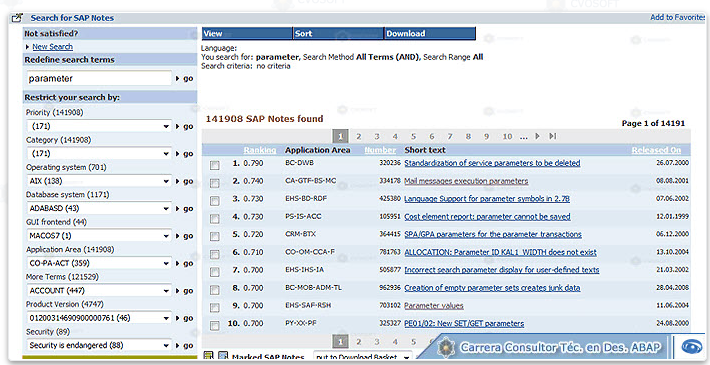 Search for SAP Notes
Add to Favorites
Not satisfied?
New Search
Redefine search terms
parameter go
Restrict your search by:
Priority (141908)
(171) go
Category (141908)
(171) go
Operating system (701)
AIX (138) go
Database system (1171)
ADABASD (43) go
GUI frontend (44)
MACOS7 (1) go
Application Area (141908)
CO-PA-ACT (359) go
More Terms (121529)
ACCOUNT (447) go
Product Version (4747)
01200314690900000761 (46) go
Security (89)
Security is endangered (88) go
View Sort Download
Language:
You search for: parameter, Search Method All Terms (AND), Search Range All
Search criteria: no criteria
141908 SAP Notes found
Page 1 of 14191
1 2 3 4 5 6 7 8 9 10 ...
Ranking Application Area Number Short text Released On
1. 0.790 BC-DWB 320236 Standardization of service parameters to be deleted 26.07.2000
2. 0.740 CA-GTF-BS-MC 334178 Mail messages execution parameters 08.08.2001
3. 0.730 EHS-BD-RDF 425380 Language Support for parameter symbols in 2.7B 07.06.2002
4. 0.730 PS-IS-ACC 105951 Cost element report: parameter cannot be saved 12.01.1999
5. 0.720 CRM-BTX 364415 SPA/GPA parameters for the parameter transactions 06.12.2000
6. 0.710 CO-OM-CCA-F 781763 ALLOCATION: Parameter ID KAL1_WIDTH does not exist 13.10.2004
7. 0.700 EHS-IHS-IA 505877 Incorrect search parameter display for user-defined texts 21.03.2002
8. 0.700 BC-MOB-ADM-TL 962936 Creation of empty parameter sets creates junk data 28.04.2008
9. 0.700 EHS-SAF-RSH 703102 Parameter values 11.06.2004
10. 0.700 PY-XX-PF 325327 PE01/02: New SET/GET parameters 24.08.2000
1 2 3 4 5
Marked SAP Notes put to Download Basket
Carrera Consultor Téc. en Des. ABAP